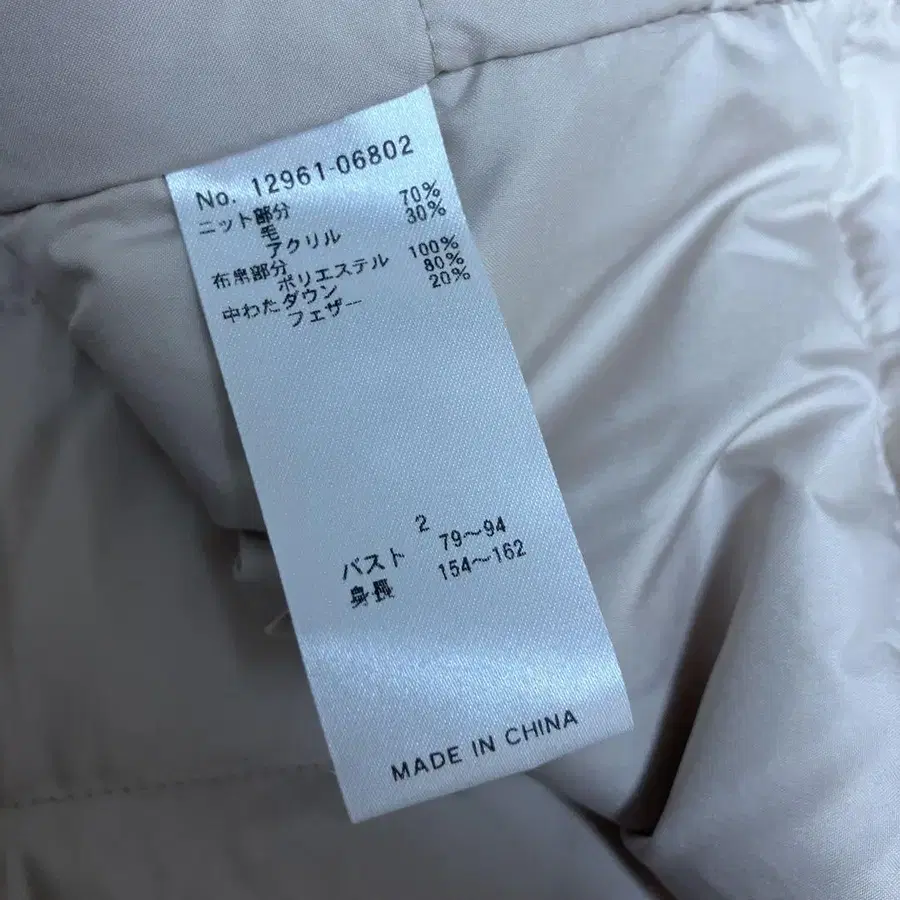 No. 12961-06802
ニット部分
毛 70%
アクリル 30%
布帛部分
ポリエステル 100%
中わたダウン 80%
フェザー 20%
2
バスト 79〜94
身長 154〜162
MADE IN CHINA